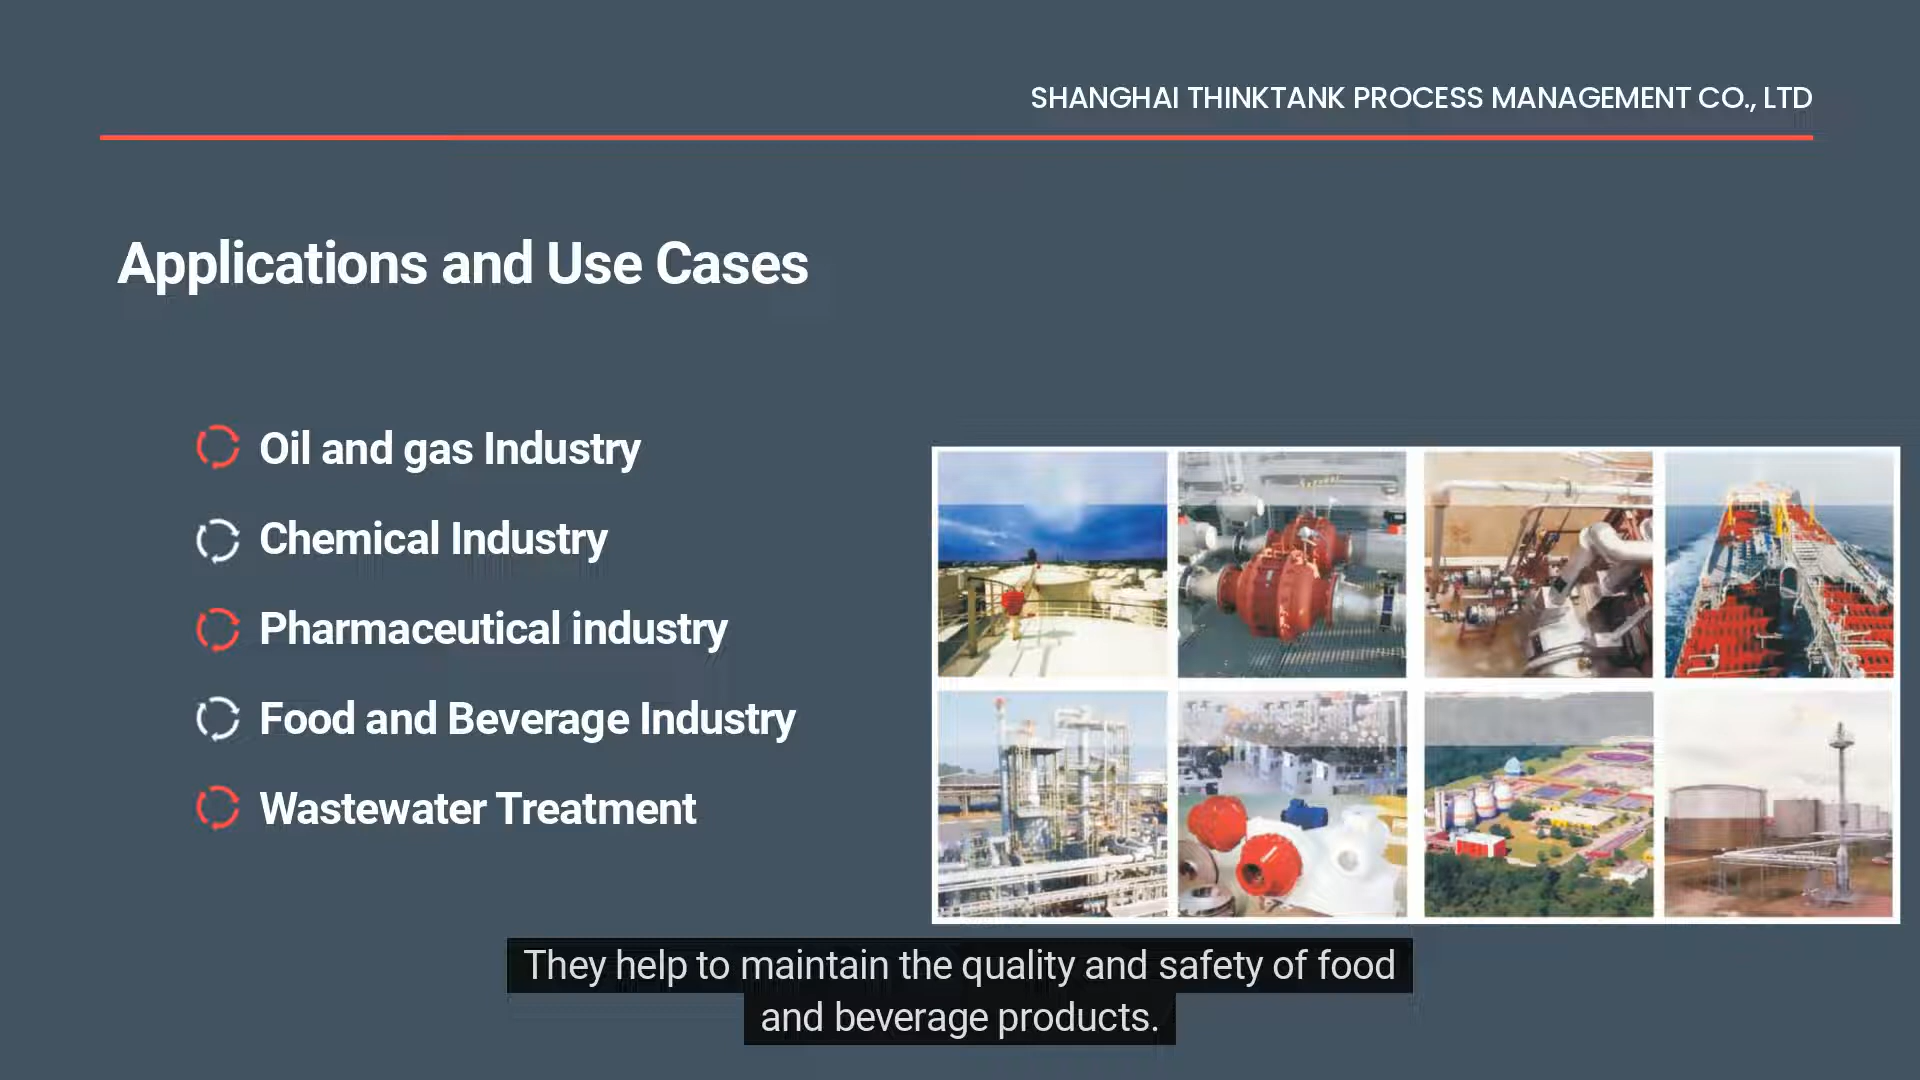 SHANGHAI THINKTANK PROCESS MANAGEMENT CO., LTD
Applications and Use Cases
Oil and gas Industry
Chemical Industry
Pharmaceutical industry
Food and Beverage Industry
Wastewater Treatment
They help to maintain the quality and safety of food
and beverage products.